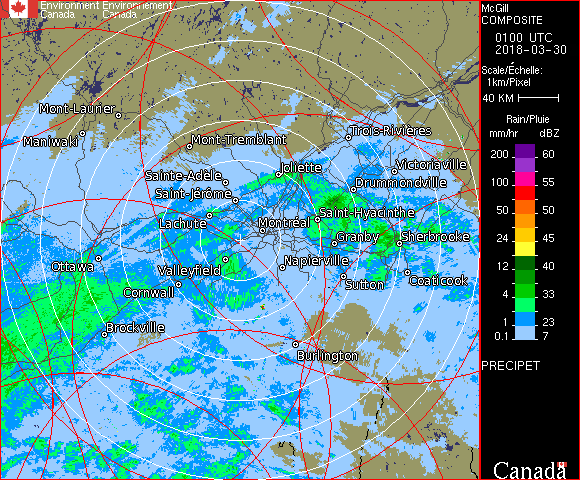 Environment Environnement
Canada Canada
McGill
COMPOSITE
0100 UTC
2018-03-30
Scale/Échelle:
1km/Pixel
40 KM
Rain/Pluie
mm/hr dBZ
200 60
100 55
50 50
24 45
12 40
4 33
1 23
0.1 7
PRECIPET
Canada
Mont-Laurier
Maniwaki
Mont-Tremblant
Trois-Rivières
Victoriaville
Joliette
Sainte-Adèle
Drummondville
Saint-Jérôme
Saint-Hyacinthe
Lachute
Montréal
Granby
Sherbrooke
Ottawa
Valleyfield
Napierville
Cornwall
Sutton
Coaticook
Brockville
Burlington